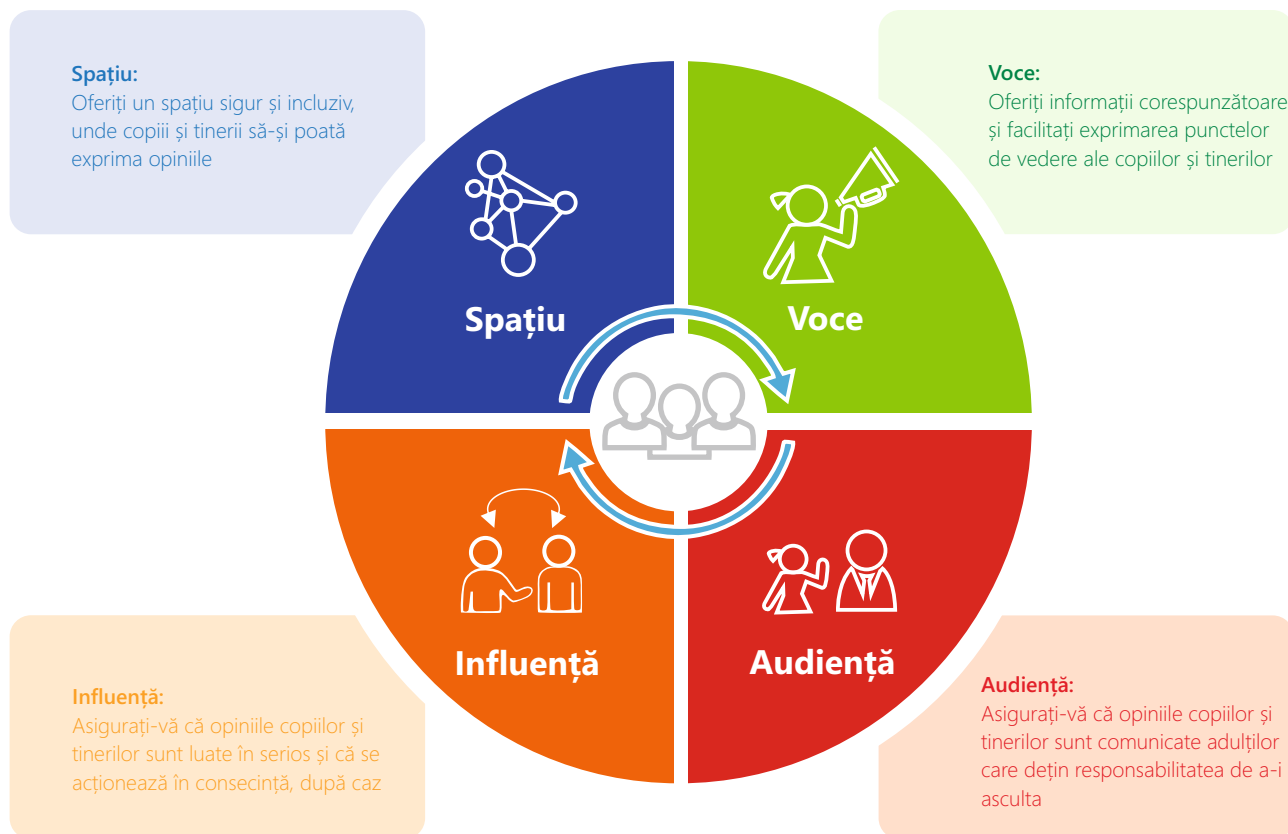 Spațiu:
Oferiți un spațiu sigur și incluziv,
unde copiii și tinerii să-și poată
exprima opiniile
Voce:
Oferiți informații corespunzătoare
și facilitați exprimarea punctelor
de vedere ale copiilor și tinerilor
Spațiu
Voce
Influență
Audiență
Influență:
Asigurați-vă că opiniile copiilor și
tinerilor sunt luate în serios și că se
acționează în consecință, după caz
Audiență:
Asigurați-vă că opiniile copiilor și
tinerilor sunt comunicate adulților
care dețin responsabilitatea de a-i
asculta